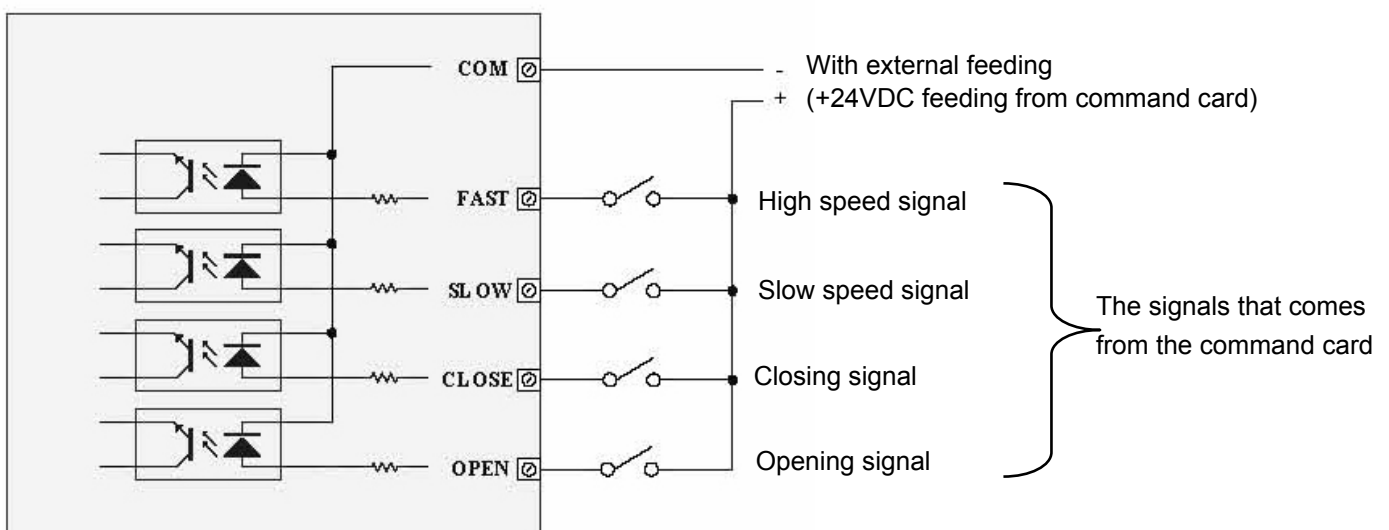 COM
- With external feeding
+ (+24VDC feeding from command card)
FAST
High speed signal
SLOW
Slow speed signal
The signals that comes
from the command card
CLOSE
Closing signal
OPEN
Opening signal